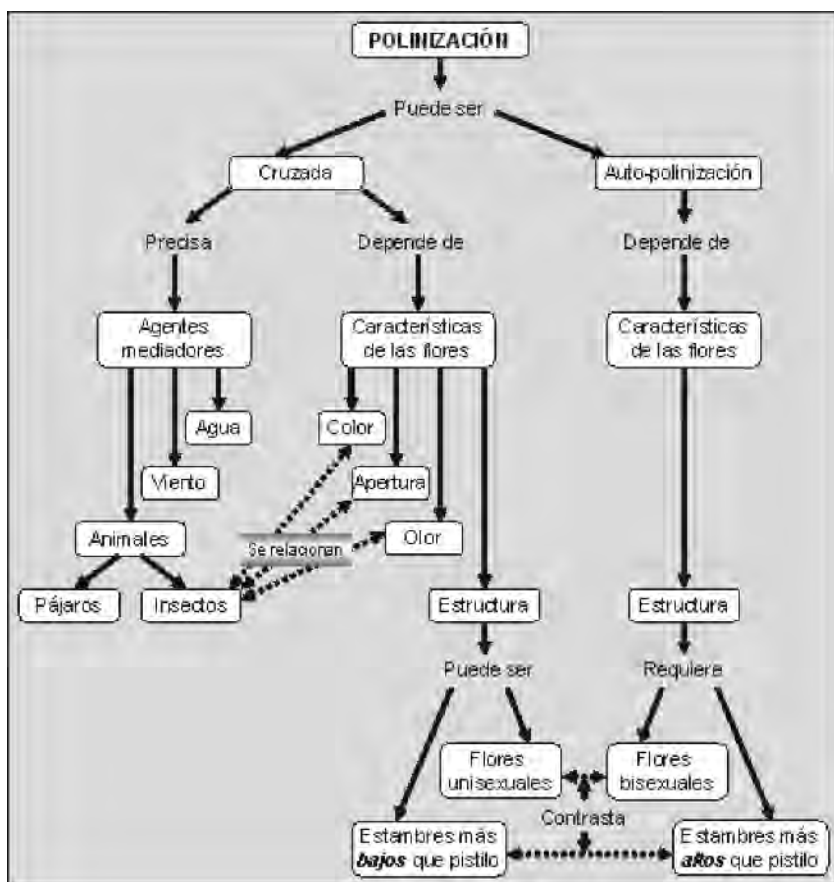 POLINIZACIÓN
Puede ser
Cruzada
Auto-polinización
Precisa
Depende de
Depende de
Agentes
mediadores
Características
de las flores
Características
de las flores
Agua
Color
Viento
Apertura
Animales
Se relacionan
Olor
Pájaros
Insectos
Estructura
Estructura
Puede ser
Requiere
Flores
unisexuales
Flores
bisexuales
Contrasta
Estambres más
bajos que pistilo
Estambres más
altos que pistilo